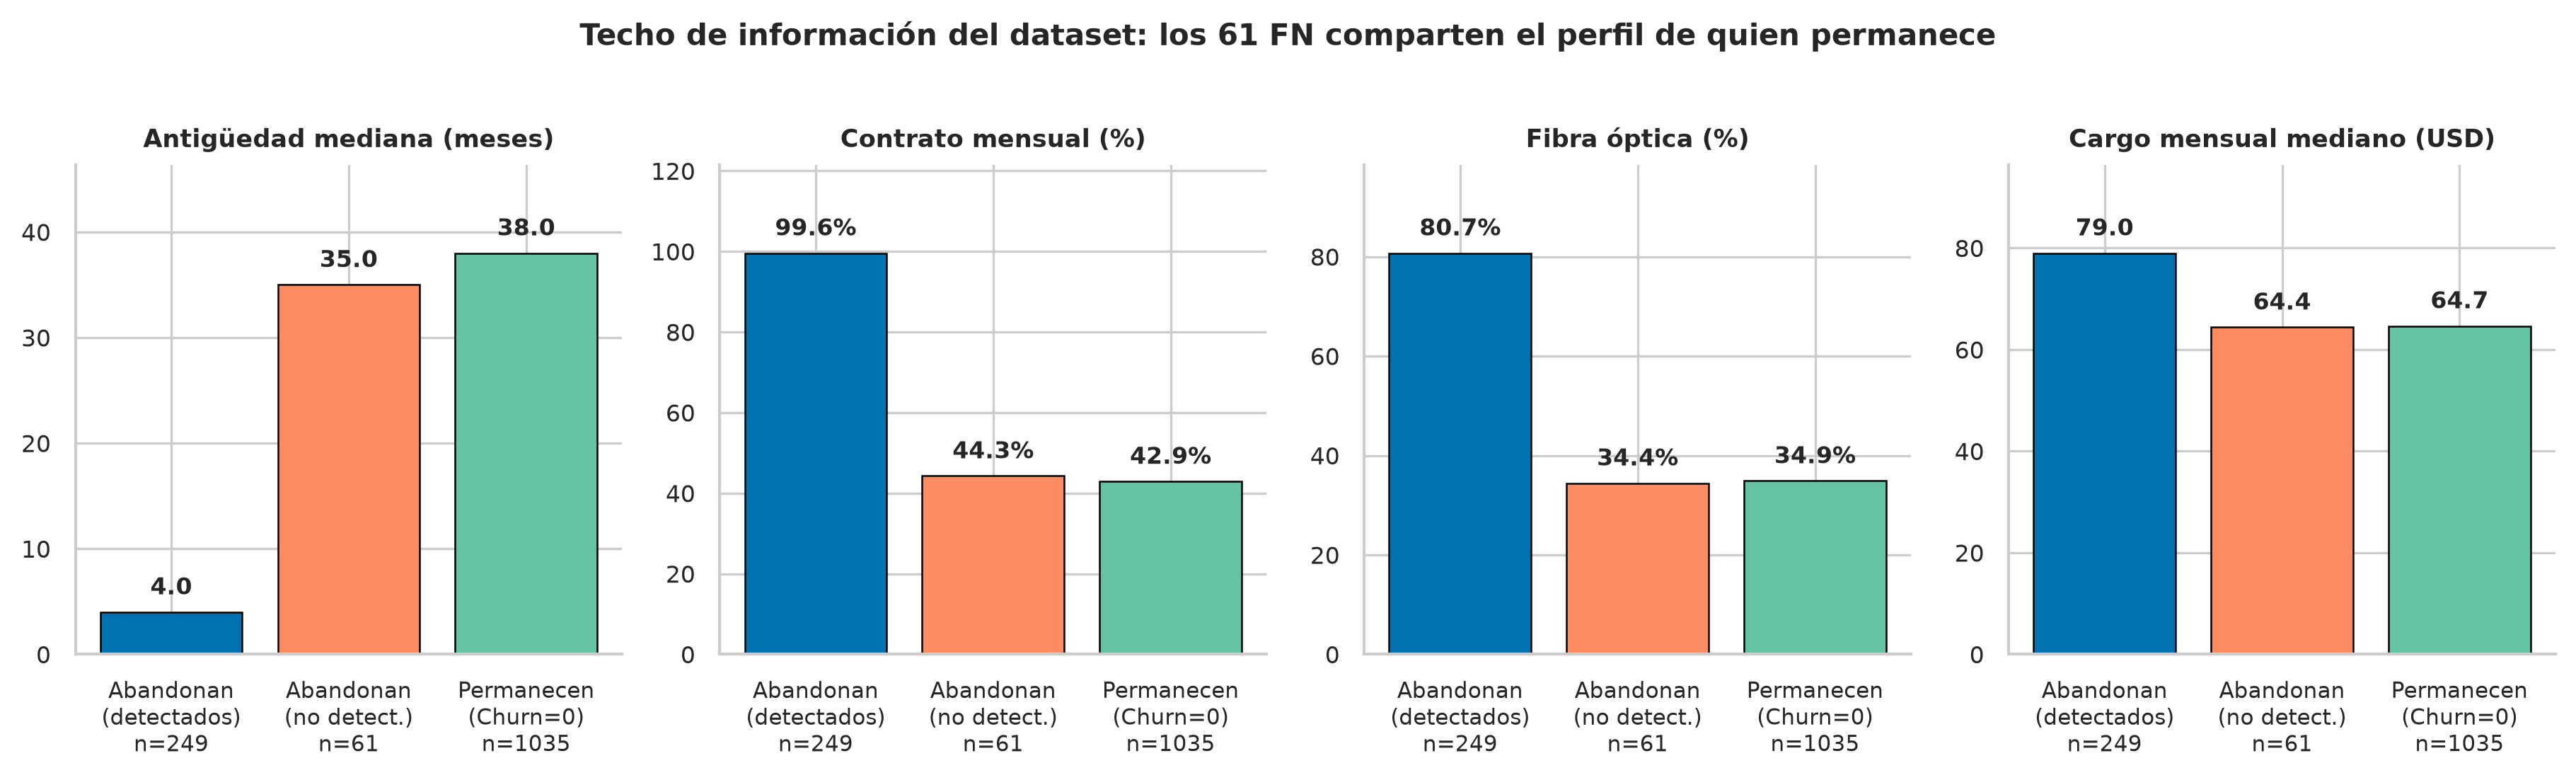 Techo de información del dataset: los 61 FN comparten el perfil de quien permanece
Antigüedad mediana (meses)
40
30
20
10
0
4.0
35.0
38.0
Abandonan
(detectados)
n=249
Abandonan
(no detect.)
n=61
Permanecen
(Churn=0)
n=1035
Contrato mensual (%)
120
100
80
60
40
20
0
99.6%
44.3%
42.9%
Abandonan
(detectados)
n=249
Abandonan
(no detect.)
n=61
Permanecen
(Churn=0)
n=1035
Fibra óptica (%)
80
60
40
20
0
80.7%
34.4%
34.9%
Abandonan
(detectados)
n=249
Abandonan
(no detect.)
n=61
Permanecen
(Churn=0)
n=1035
Cargo mensual mediano (USD)
80
60
40
20
0
79.0
64.4
64.7
Abandonan
(detectados)
n=249
Abandonan
(no detect.)
n=61
Permanecen
(Churn=0)
n=1035